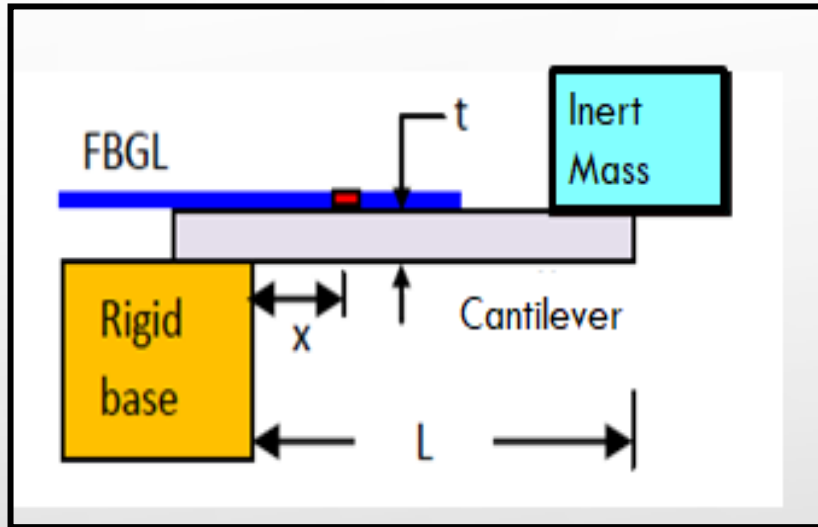 FBGL
t
Inert
Mass
Rigid
base
x
Cantilever
L